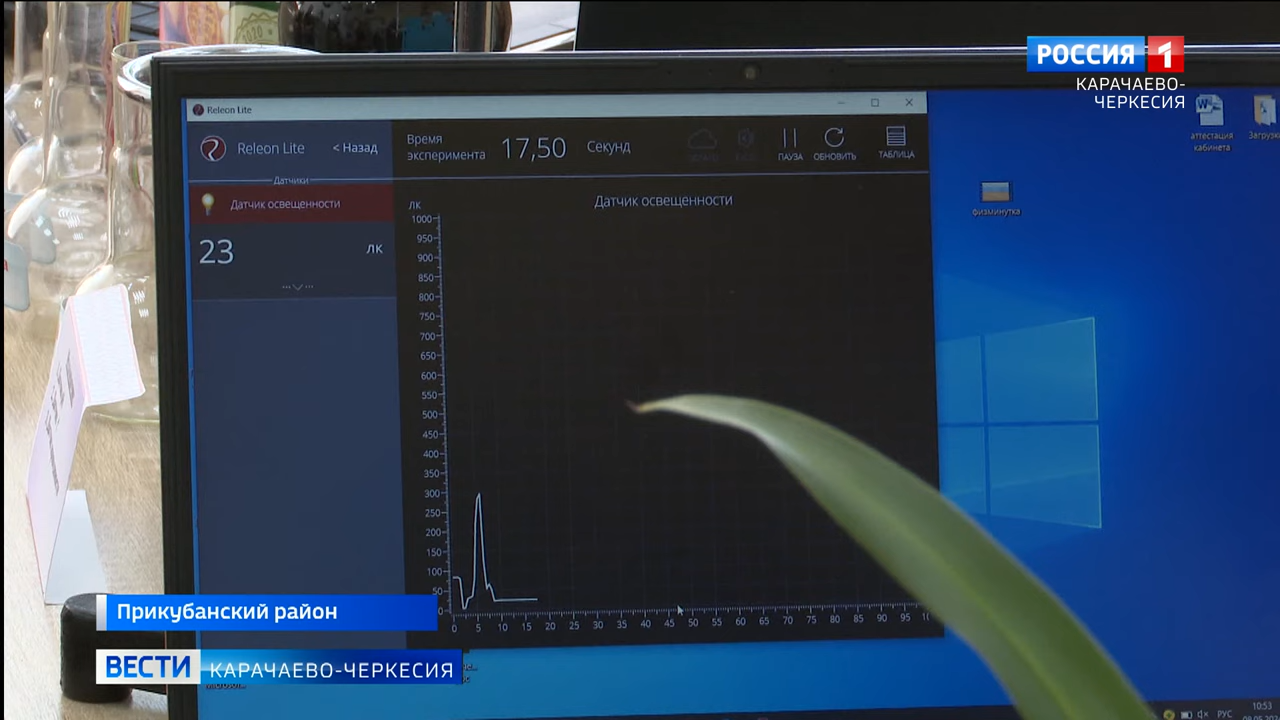 РОССИЯ 1
КАРАЧАЕВО-
ЧЕРКЕСИЯ
Releon Lite
Releon Lite
< Назад
Время
эксперимента
17,50
Секунд
ПАУЗА
ОБНОВИТЬ
ТАБЛИЦА
аттестация
кабинета
физминутка
Датчики
Датчик освещенности
23 лк
лк
Датчик освещенности
1000
950
900
850
800
750
700
650
600
550
500
450
400
350
300
250
200
150
100
50
0
0 5 10 15 20 25 30 35 40 45 50 55 60 65 70 75 80 85 90 95
Прикубанский район
ВЕСТИ КАРАЧАЕВО-ЧЕРКЕСИЯ
РУС
10:53